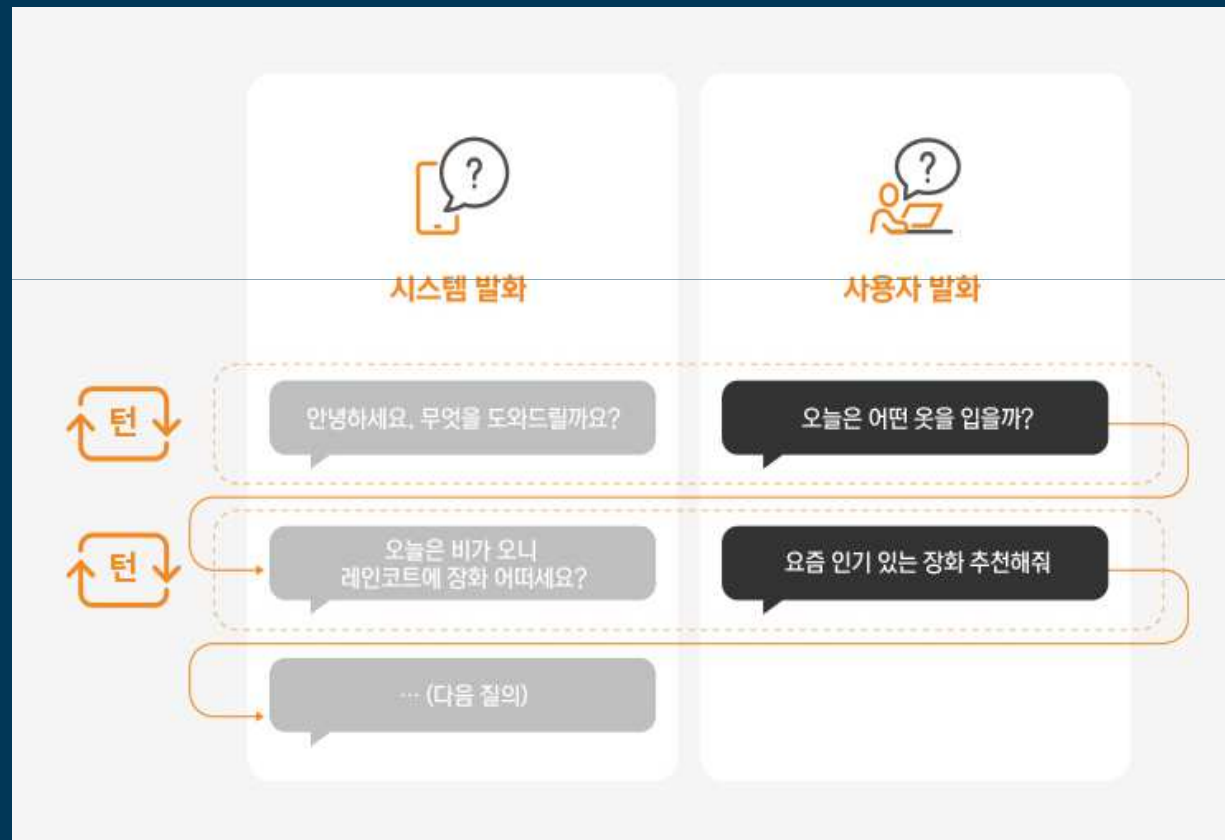 ?
?
시스템 발화
사용자 발화
턴
안녕하세요, 무엇을 도와드릴까요?
오늘은 어떤 옷을 입을까?
턴
오늘은 비가 오니
레인코트에 장화 어떠세요?
요즘 인기 있는 장화 추천해줘
··· (다음 질의)